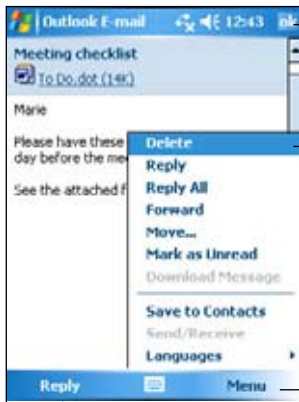 Outlook E-mail 12:43 ok
Meeting checklist
To Do.dot (14K)
Marie
Please have these
day before the mee
See the attached f
Delete
Reply
Reply All
Forward
Move...
Mark as Unread
Download Message
Save to Contacts
Send/Receive
Languages
Reply Menu